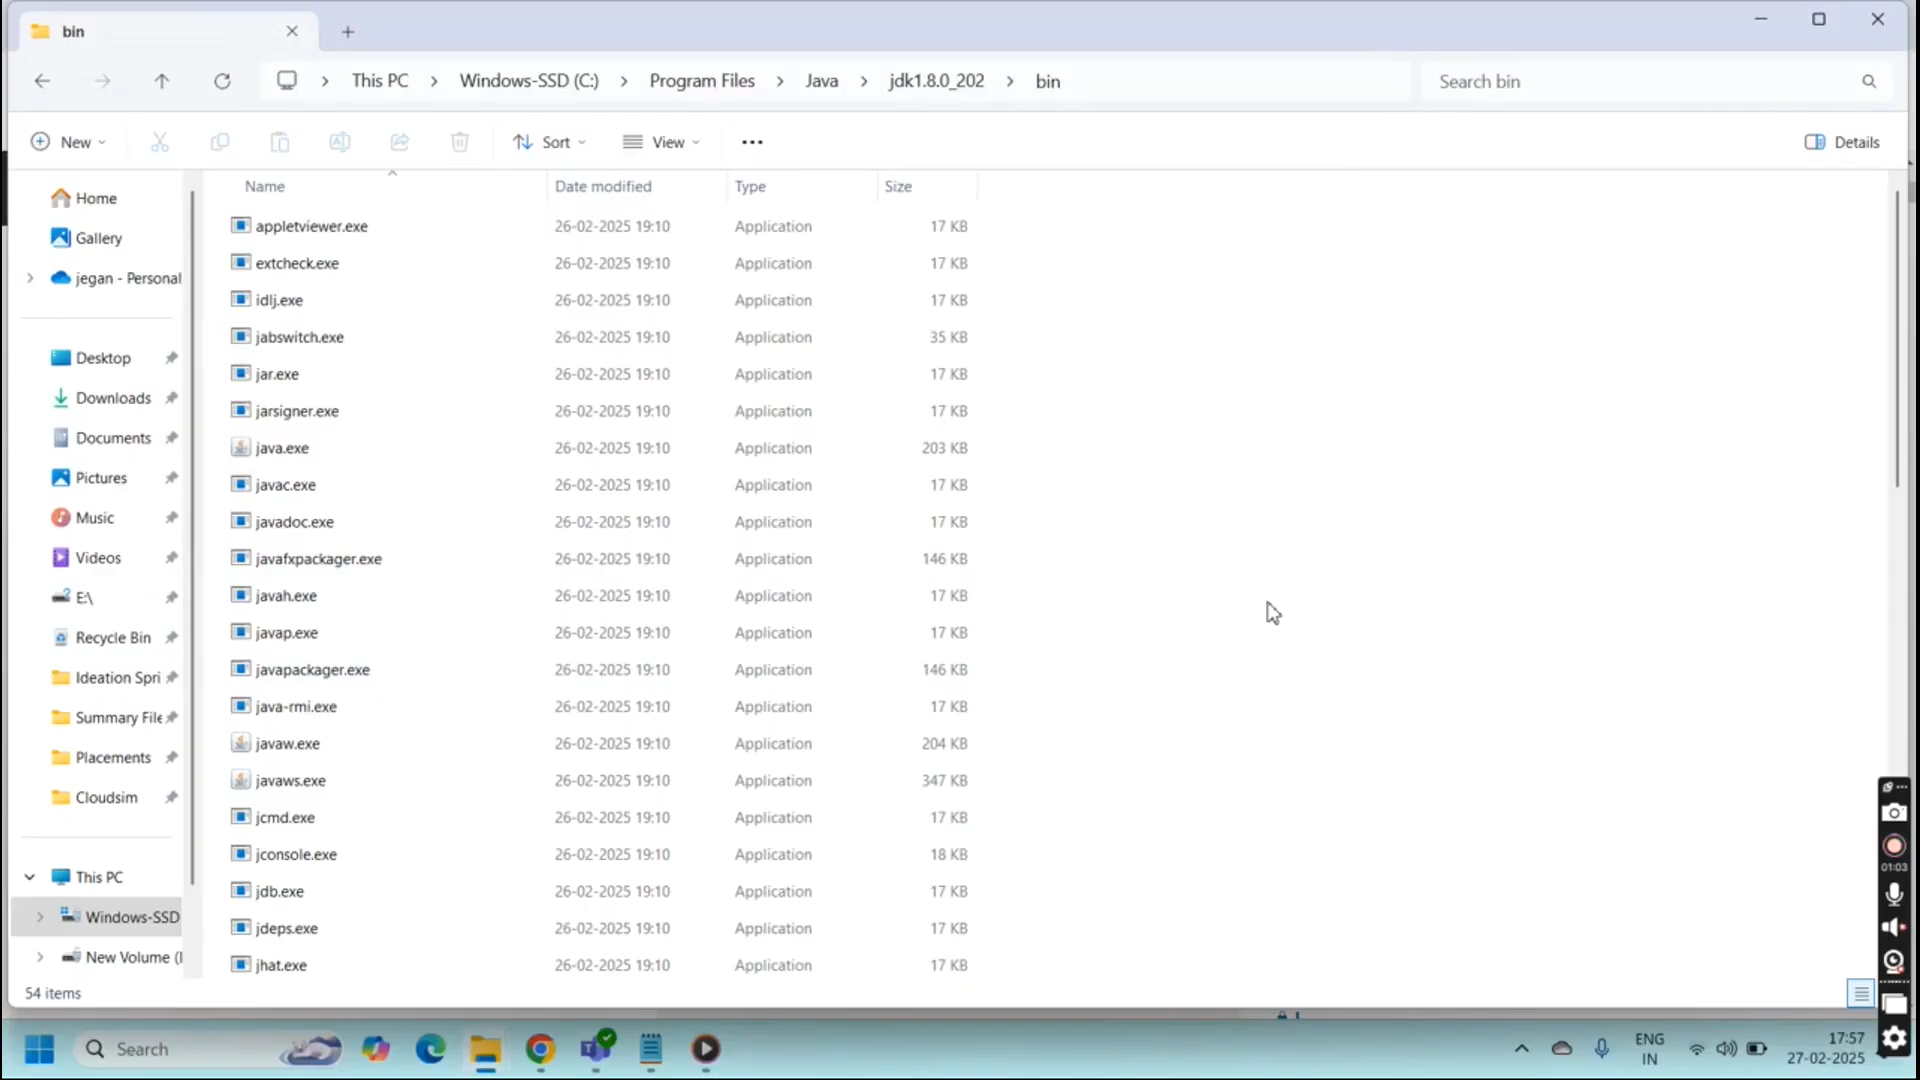 bin
This PC
Windows-SSD (C:)
Program Files
Java
jdk1.8.0_202
bin
Search bin
New
Sort
View
Details
Name
Date modified
Type
Size
Home
Gallery
jegan - Personal
Desktop
Downloads
Documents
Pictures
Music
Videos
E:\
Recycle Bin
Ideation Spri
Summary File
Placements
Cloudsim
This PC
Windows-SSD
New Volume (
appletviewer.exe 26-02-2025 19:10 Application 17 KB
extcheck.exe 26-02-2025 19:10 Application 17 KB
idlj.exe 26-02-2025 19:10 Application 17 KB
jabswitch.exe 26-02-2025 19:10 Application 35 KB
jar.exe 26-02-2025 19:10 Application 17 KB
jarsigner.exe 26-02-2025 19:10 Application 17 KB
java.exe 26-02-2025 19:10 Application 203 KB
javac.exe 26-02-2025 19:10 Application 17 KB
javadoc.exe 26-02-2025 19:10 Application 17 KB
javafxpackager.exe 26-02-2025 19:10 Application 146 KB
javah.exe 26-02-2025 19:10 Application 17 KB
javap.exe 26-02-2025 19:10 Application 17 KB
javapackager.exe 26-02-2025 19:10 Application 146 KB
java-rmi.exe 26-02-2025 19:10 Application 17 KB
javaw.exe 26-02-2025 19:10 Application 204 KB
javaws.exe 26-02-2025 19:10 Application 347 KB
jcmd.exe 26-02-2025 19:10 Application 17 KB
jconsole.exe 26-02-2025 19:10 Application 18 KB
jdb.exe 26-02-2025 19:10 Application 17 KB
jdeps.exe 26-02-2025 19:10 Application 17 KB
jhat.exe 26-02-2025 19:10 Application 17 KB
54 items
01:03
Search
ENG
IN
17:57
27-02-2025